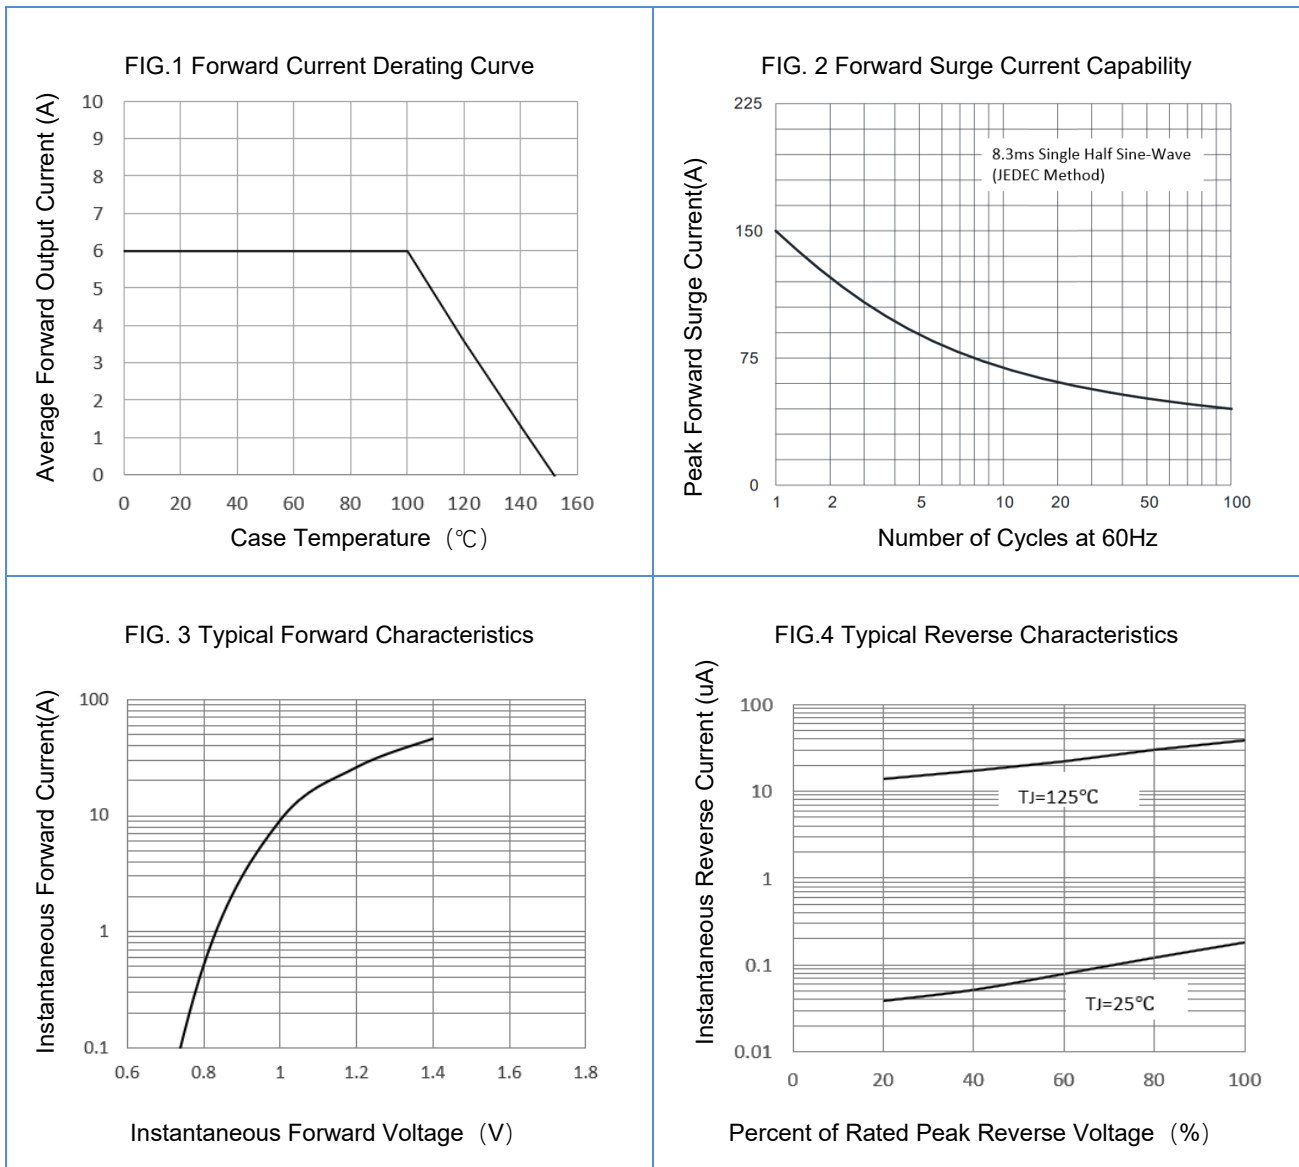 FIG.1 Forward Current Derating Curve
Average Forward Output Current (A)
10
9
8
7
6
5
4
3
2
1
0
0 20 40 60 80 100 120 140 160
Case Temperature（℃）
FIG. 2 Forward Surge Current Capability
Peak Forward Surge Current(A)
225
8.3ms Single Half Sine-Wave
(JEDEC Method)
150
75
0
1 2 5 10 20 50 100
Number of Cycles at 60Hz
FIG. 3 Typical Forward Characteristics
Instantaneous Forward Current(A)
100
10
1
0.1
0.6 0.8 1 1.2 1.4 1.6 1.8
Instantaneous Forward Voltage（V）
FIG.4 Typical Reverse Characteristics
Instantaneous Reverse Current (uA)
100
10
TJ=125℃
1
0.1
TJ=25℃
0.01
0 20 40 60 80 100
Percent of Rated Peak Reverse Voltage（%）